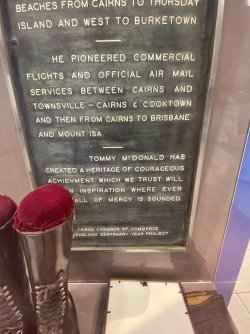 BEACHES FROM CAIRNS TO THURSDAY
ISLAND AND WEST TO BURKETOWN.
HE PIONEERED COMMERCIAL
FLIGHTS AND OFFICIAL AIR MAIL
SERVICES BETWEEN CAIRNS AND
TOWNSVILLE – CAIRNS & COOKTOWN
AND THEN FROM CAIRNS TO BRISBANE
AND MOUNT ISA.
TOMMY McDONALD HAS
CREATED A HERITAGE OF COURAGEOUS
ACHIEVMENT WHICH WE TRUST WILL
AN INSPIRATION WHERE EVER
ALL OF MERCY IS SOUNDED.
CAIRNS CHAMBER OF COMMERCE
CENTENARY YEAR PROJECT